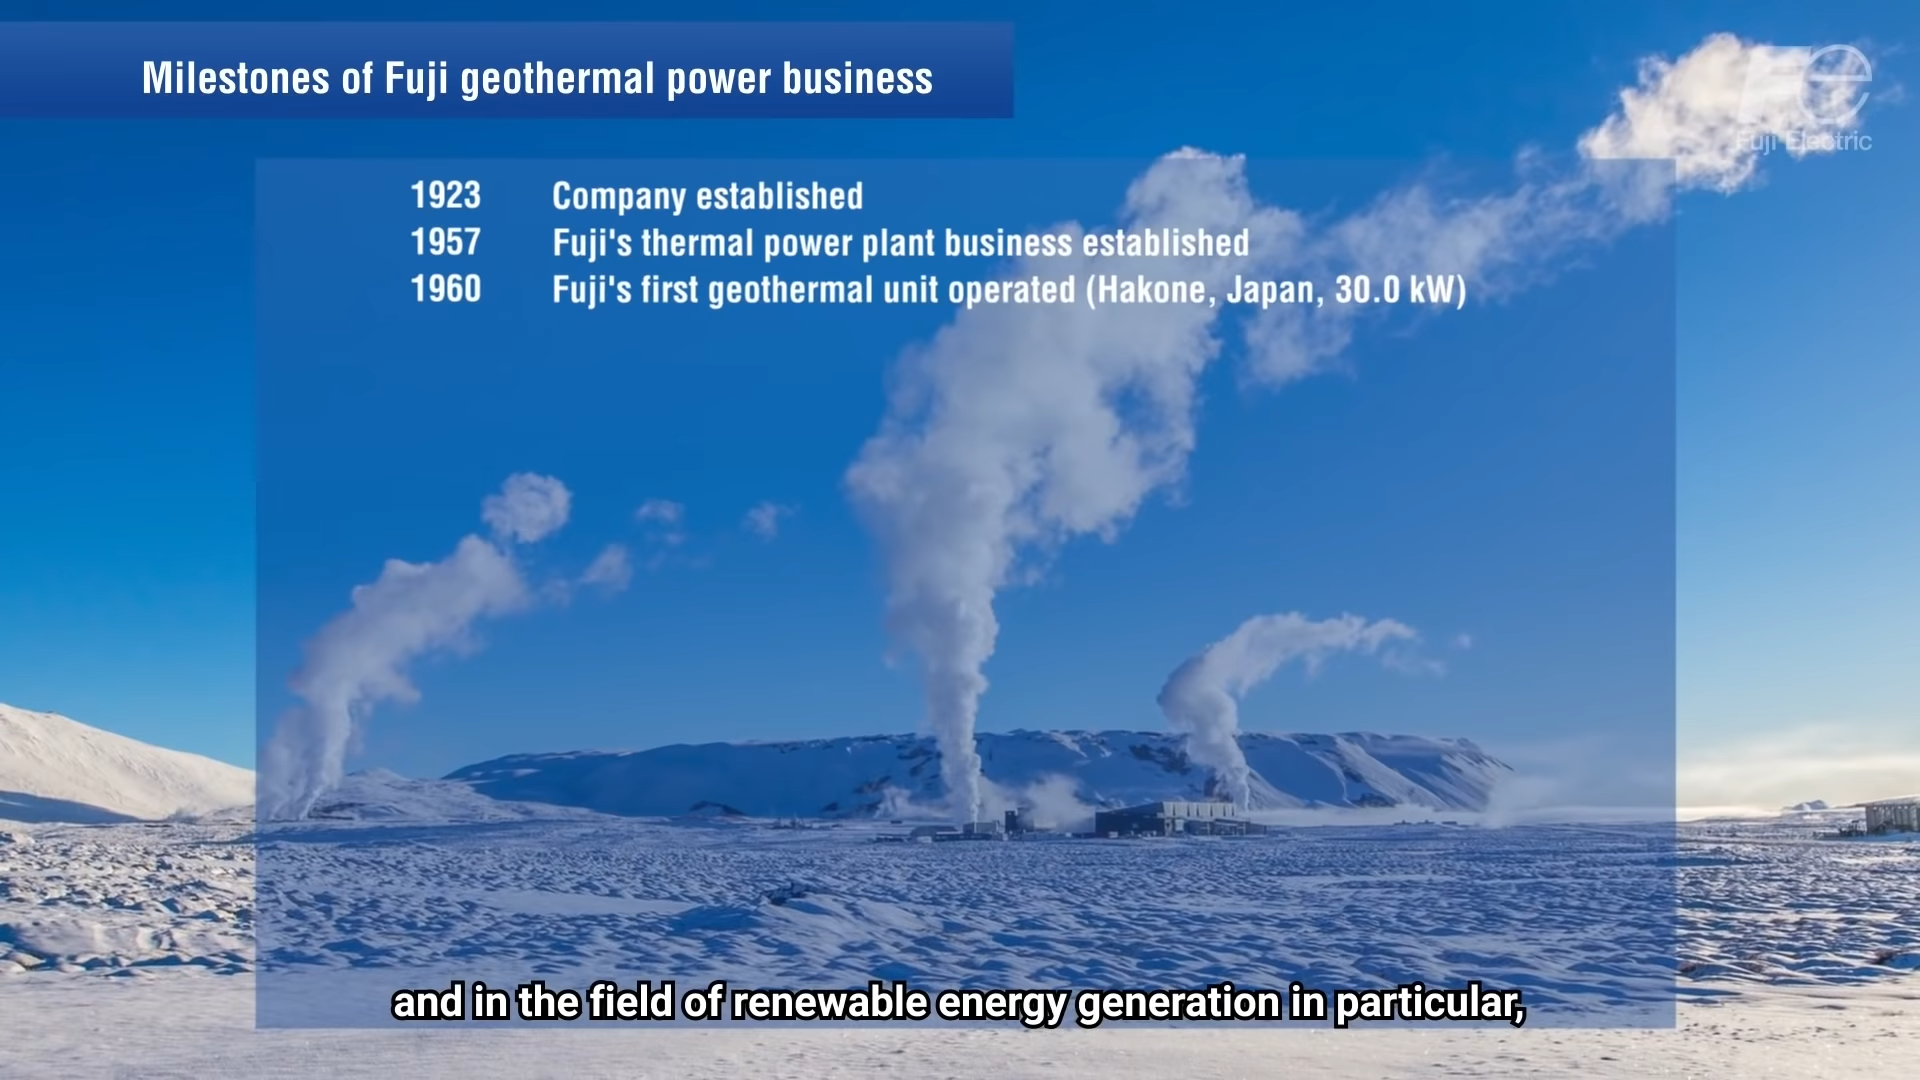 Milestones of Fuji geothermal power business
Fe
Fuji Electric
1923 Company established
1957 Fuji's thermal power plant business established
1960 Fuji's first geothermal unit operated (Hakone, Japan, 30.0 kW)
and in the field of renewable energy generation in particular,